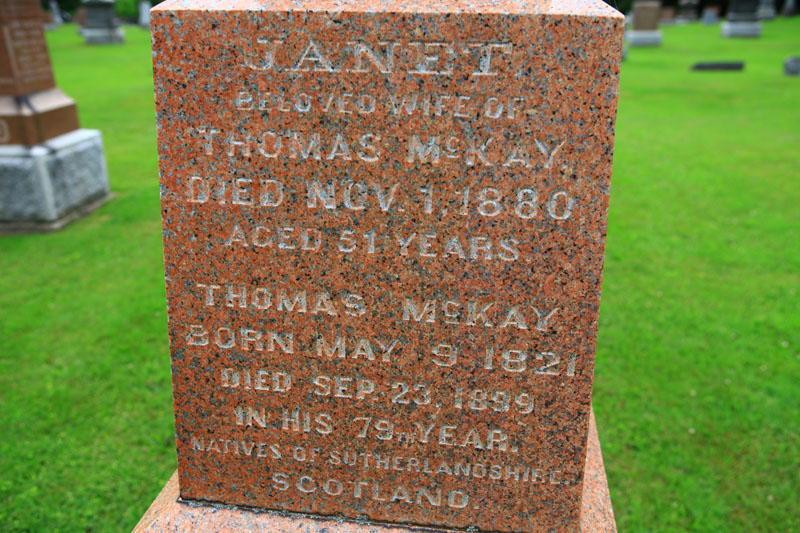 JANET
BELOVED WIFE OF
THOMAS McKAY.
DIED NOV. 1, 1880
AGED 51 YEARS.
THOMAS McKAY
BORN MAY 9 1821
DIED SEP. 23, 1899
IN HIS 79TH YEAR.
NATIVES OF SUTHERLANDSHIRE,
SCOTLAND.